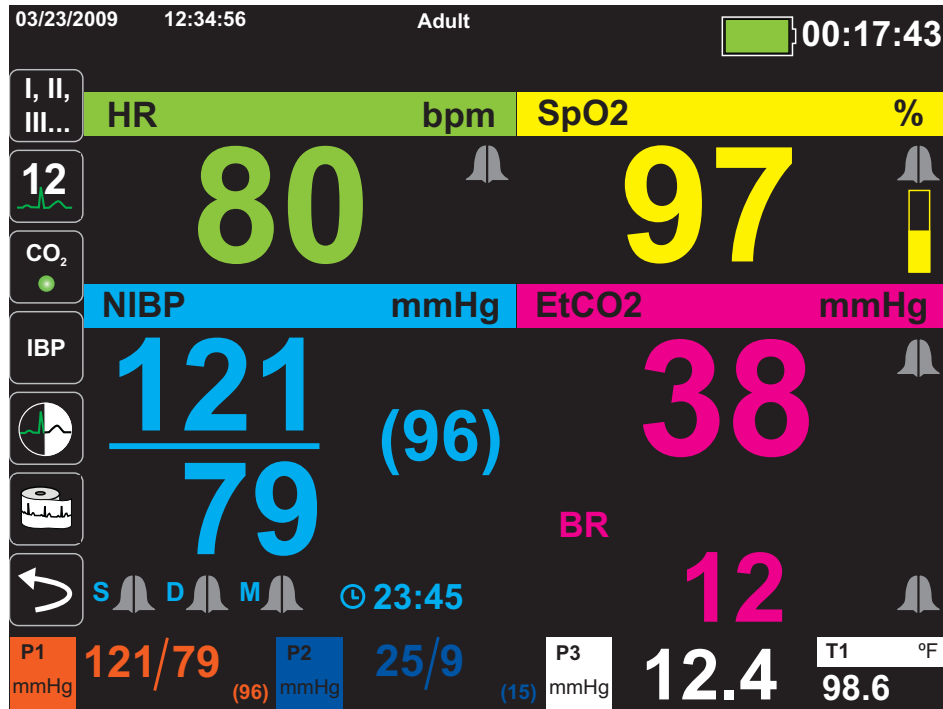 03/23/2009 12:34:56 Adult 00:17:43
I, II,
III...
HR bpm SpO2 %
12
80 97
CO2
NIBP mmHg EtCO2 mmHg
IBP
121
79
(96)
38
BR
12
S D M 23:45
P1
mmHg
121/79
(96)
P2
mmHg
25/9
(15)
P3
mmHg
12.4
T1 ºF
98.6